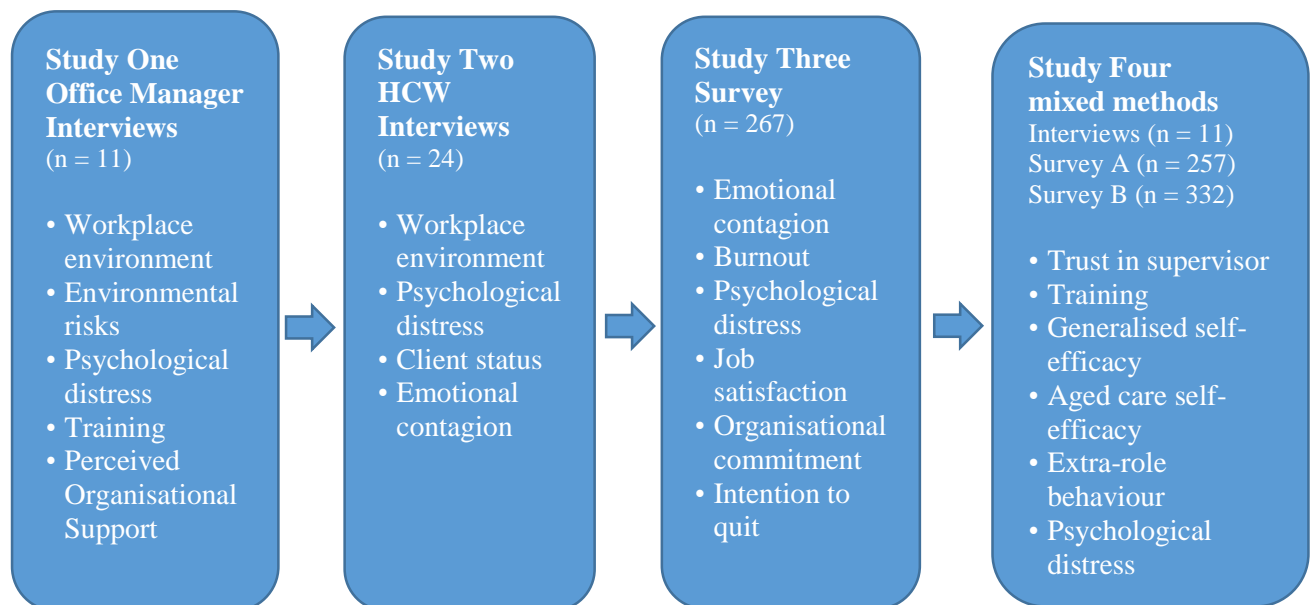 Study One
Office Manager
Interviews
(n = 11)
• Workplace
environment
• Environmental
risks
• Psychological
distress
• Training
• Perceived
Organisational
Support
Study Two
HCW
Interviews
(n = 24)
• Workplace
environment
• Psychological
distress
• Client status
• Emotional
contagion
Study Three
Survey
(n = 267)
• Emotional
contagion
• Burnout
• Psychological
distress
• Job
satisfaction
• Organisational
commitment
• Intention to
quit
Study Four
mixed methods
Interviews (n = 11)
Survey A (n = 257)
Survey B (n = 332)
• Trust in supervisor
• Training
• Generalised self-
efficacy
• Aged care self-
efficacy
• Extra-role
behaviour
• Psychological
distress